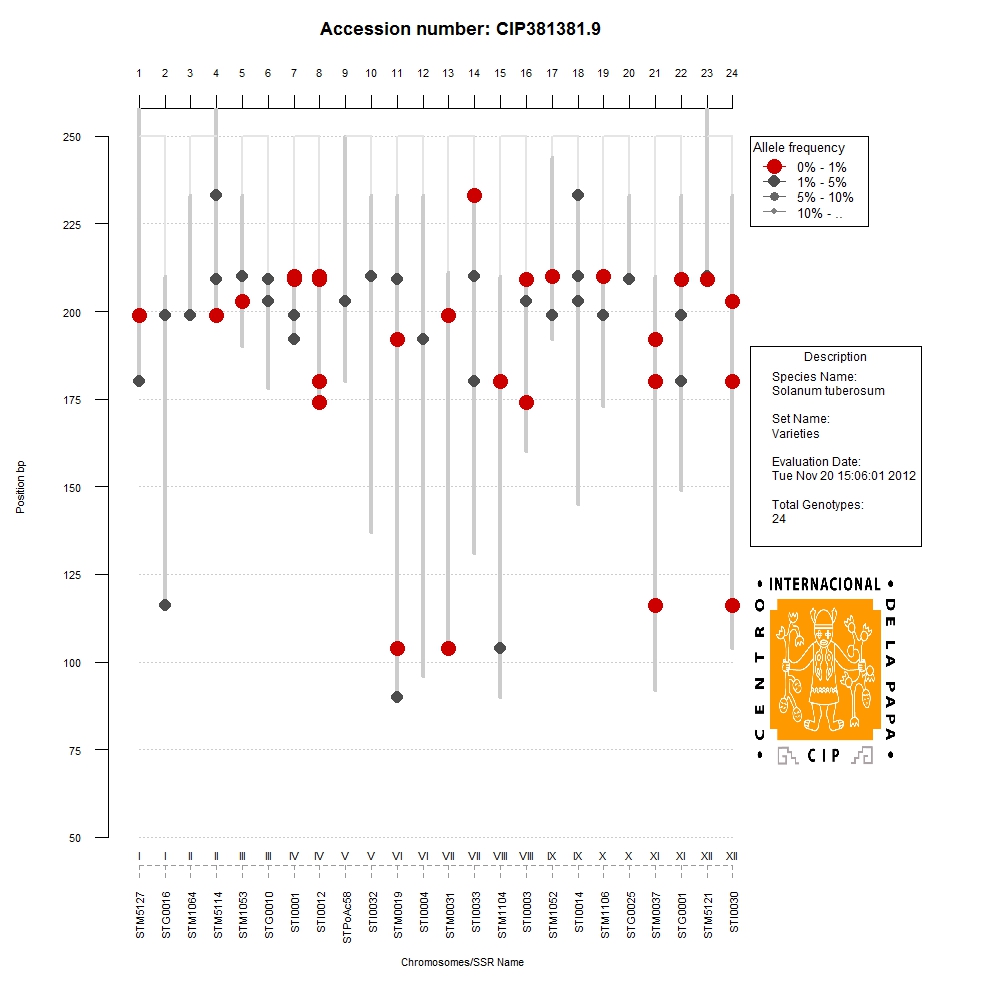 Accession number: CIP381381.9
1 2 3 4 5 6 7 8 9 10 11 12 13 14 15 16 17 18 19 20 21 22 23 24
250
225
200
175
150
125
100
75
50
Position bp
Allele frequency
0% - 1%
1% - 5%
5% - 10%
10% - ..
Description
Species Name:
Solanum tuberosum
Set Name:
Varieties
Evaluation Date:
Tue Nov 20 15:06:01 2012
Total Genotypes:
24
• INTERNACIONAL •
CENTRO
DE LA PAPA
• CIP •
I I II II III III IV IV V V VI VI VII VII VIII VIII IX IX X X XI XI XII XII
STM5127
STG0016
STM1064
STM5114
STM1053
STG0010
STI0001
STI0012
STPoAc58
STI0032
STM0019
STI0004
STM0031
STI0033
STM1104
STI0003
STM1052
STI0014
STM1106
STG0025
STM0037
STG0001
STM5121
STI0030
Chromosomes/SSR Name